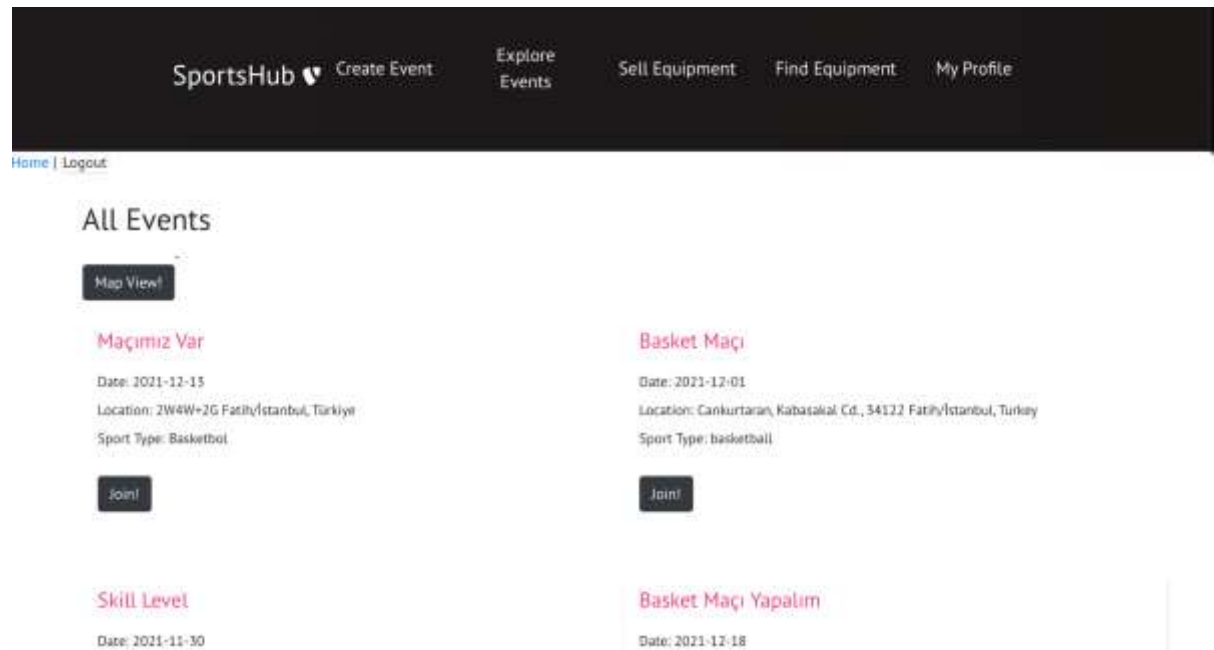 SportsHub Create Event Explore Events Sell Equipment Find Equipment My Profile
Home | Logout
All Events
Map View!
Maçımız Var
Date: 2021-12-13
Location: 2W4W+2G Fatih/İstanbul, Türkiye
Sport Type: Basketbol
Join!
Basket Maçı
Date: 2021-12-01
Location: Cankurtaran, Kabasakal Cd., 34122 Fatih/İstanbul, Turkey
Sport Type: basketball
Join!
Skill Level
Date: 2021-11-30
Basket Maçı Yapalım
Date: 2021-12-18